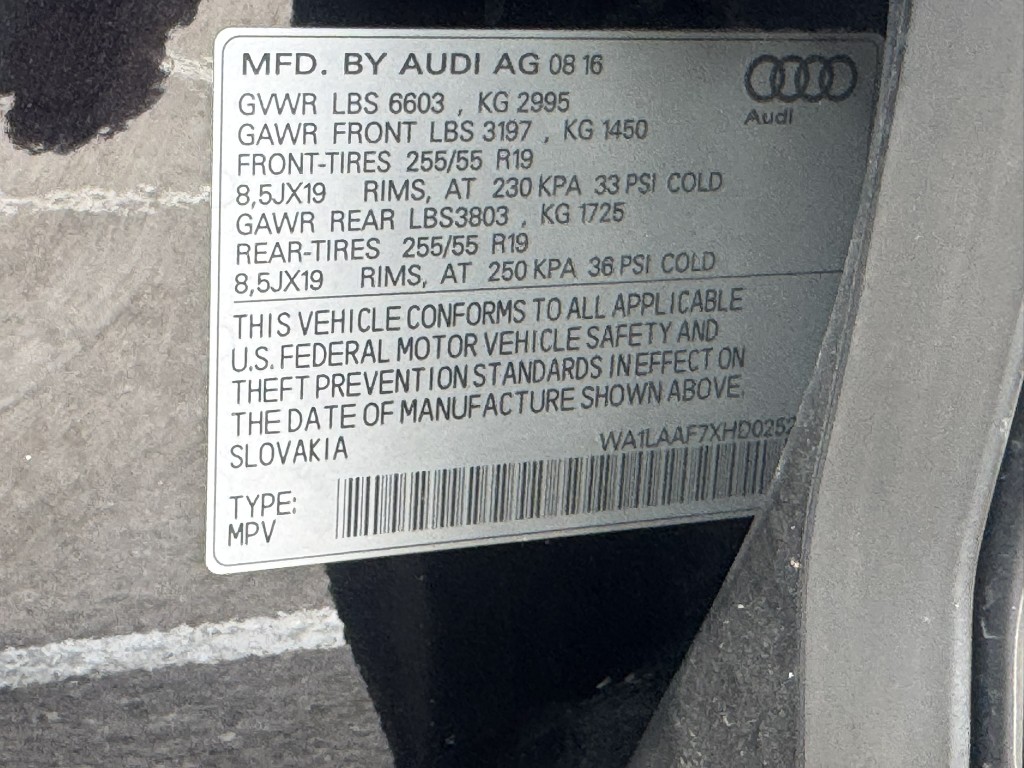 MFD. BY AUDI AG 08 16
Audi
GVWR LBS 6603 , KG 2995
GAWR FRONT LBS 3197 , KG 1450
FRONT-TIRES 255/55 R19
8,5JX19 RIMS, AT 230 KPA 33 PSI COLD
GAWR REAR LBS3803 , KG 1725
REAR-TIRES 255/55 R19
8,5JX19 RIMS, AT 250 KPA 36 PSI COLD
THIS VEHICLE CONFORMS TO ALL APPLICABLE
U.S. FEDERAL MOTOR VEHICLE SAFETY AND
THEFT PREVENTION STANDARDS IN EFFECT ON
THE DATE OF MANUFACTURE SHOWN ABOVE.
SLOVAKIA WA1LAAF7XHD0252
TYPE:
MPV